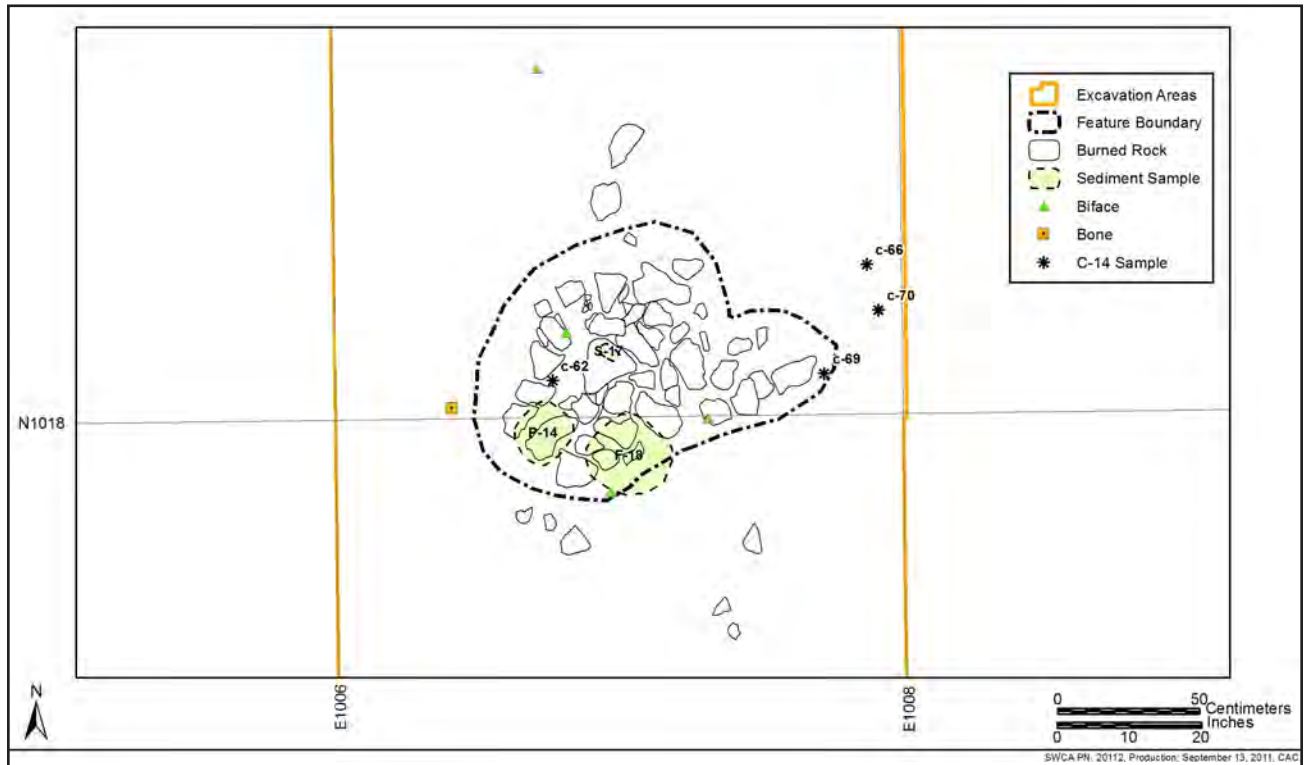 Excavation Areas
Feature Boundary
Burned Rock
Sediment Sample
Biface
Bone
C-14 Sample
c-66
c-70
S-17
c-62
c-69
N1018
P-14
F-18
N
E1006
E1008
0 50
Centimeters
Inches
0 10 20
SWCA PN. 20112, Production; September 13, 2011, CAC